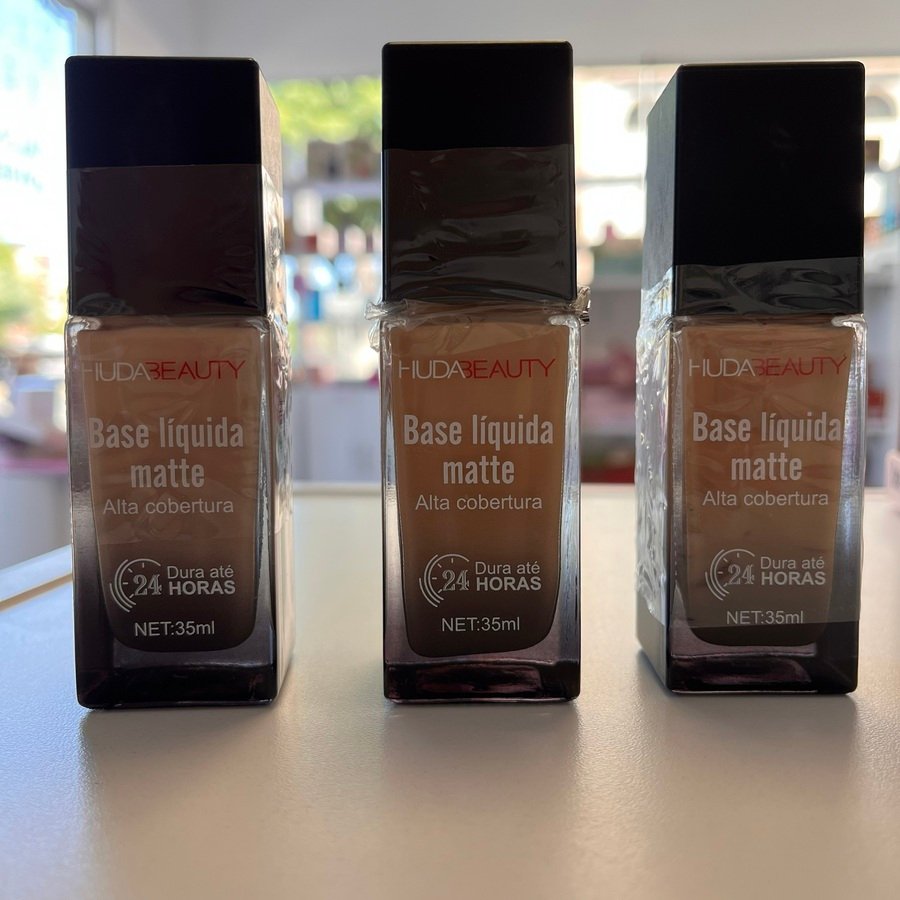 HUDABEAUTY
Base líquida
matte
Alta cobertura
24 Dura até
HORAS
NET:35ml
HUDABEAUTY
Base líquida
matte
Alta cobertura
24 Dura até
HORAS
NET:35ml
HUDABEAUTY
Base líquida
matte
Alta cobertura
24 Dura até
HORAS
NET:35ml